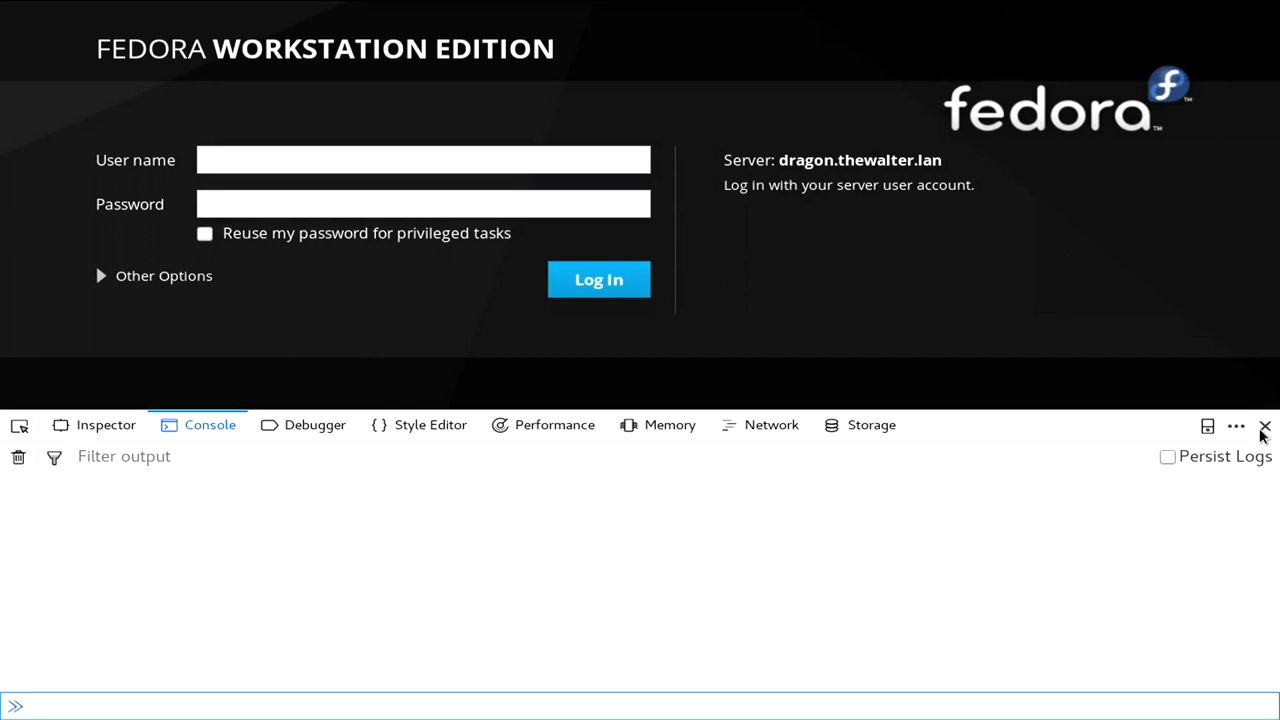 FEDORA WORKSTATION EDITION
fedora™
User name
Server: dragon.thewalter.lan
Log in with your server user account.
Password
Reuse my password for privileged tasks
Other Options
Log In
Inspector Console Debugger Style Editor Performance Memory Network Storage
Filter output
Persist Logs